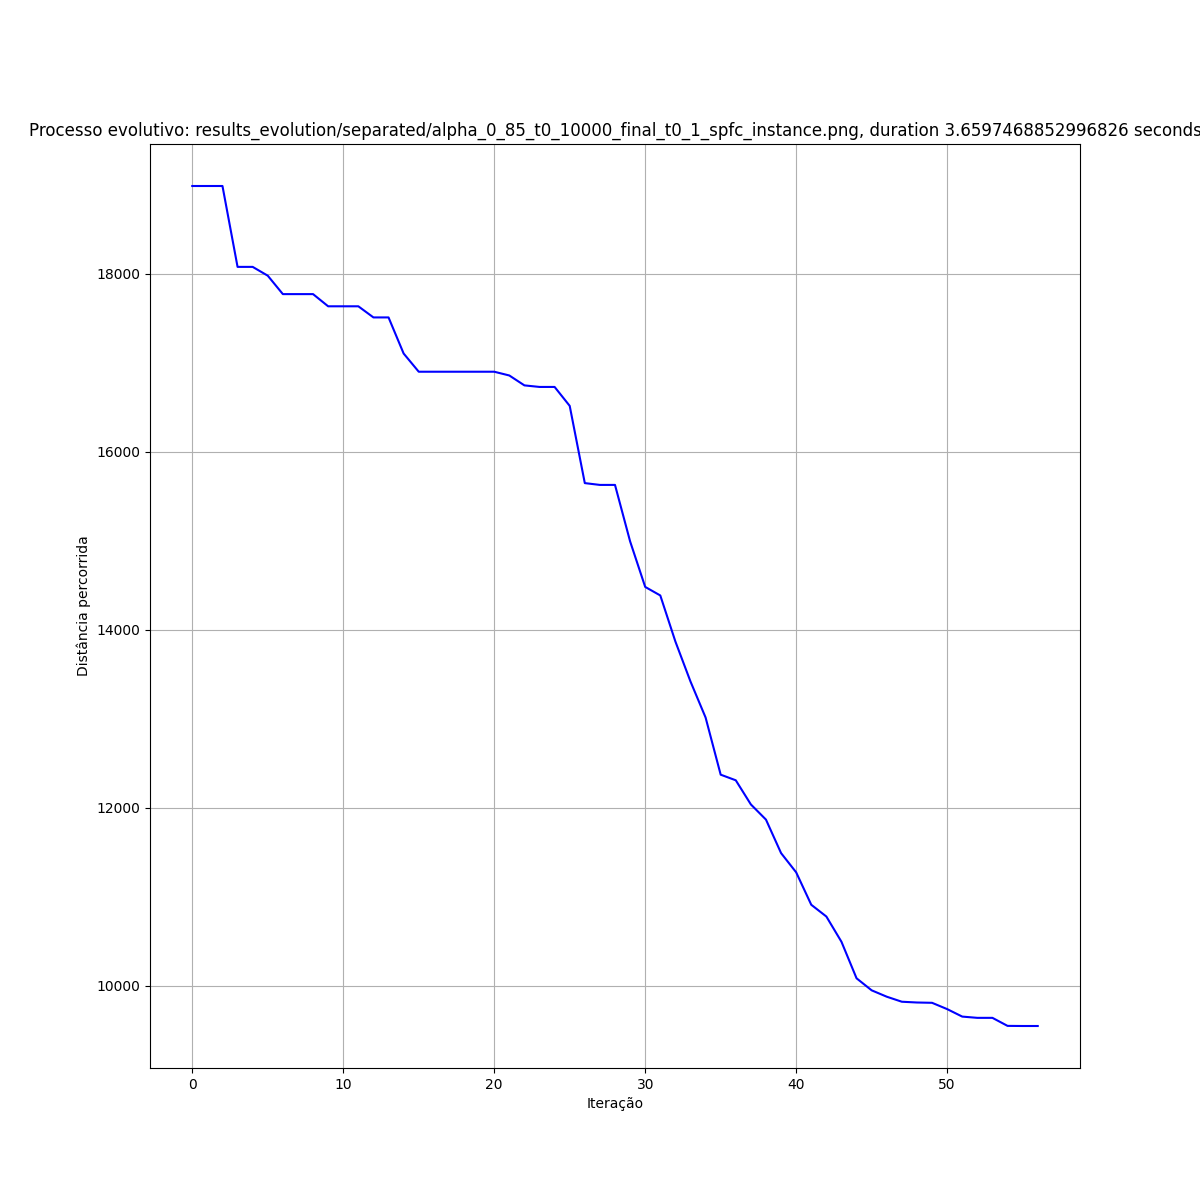 Processo evolutivo: results_evolution/separated/alpha_0_85_t0_10000_final_t0_1_spfc_instance.png, duration 3.6597468852996826 seconds
18000
16000
14000
12000
10000
Distância percorrida
0 10 20 30 40 50
Iteração